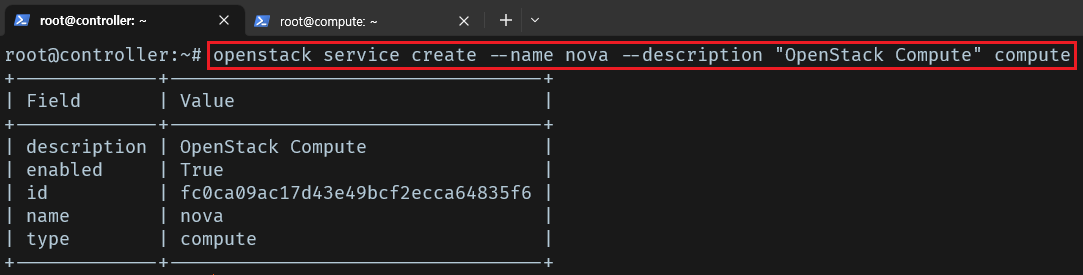 root@controller: ~ root@compute: ~
root@controller:~# openstack service create --name nova --description "OpenStack Compute" compute
+-------------+----------------------------------+
| Field       | Value                            |
+-------------+----------------------------------+
| description | OpenStack Compute                |
| enabled     | True                             |
| id          | fc0ca09ac17d43e49bcf2ecca64835f6 |
| name        | nova                             |
| type        | compute                          |
+-------------+----------------------------------+